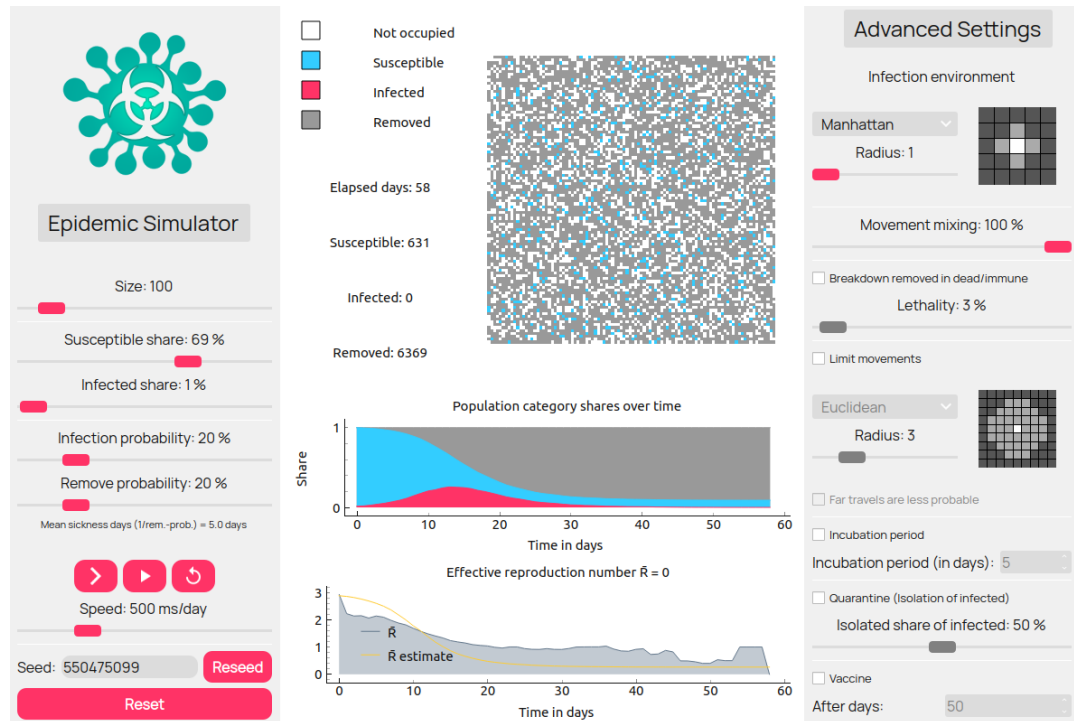 Epidemic Simulator
Size: 100
Susceptible share: 69 %
Infected share: 1 %
Infection probability: 20 %
Remove probability: 20 %
Mean sickness days (1/rem.-prob.) = 5.0 days
Speed: 500 ms/day
Seed: 550475099 Reseed
Reset
Not occupied
Susceptible
Infected
Removed
Elapsed days: 58
Susceptible: 631
Infected: 0
Removed: 6369
Population category shares over time
Share
1
0
0 10 20 30 40 50 60
Time in days
Effective reproduction number R̄ = 0
3
2
1
0
R̄
R̄ estimate
0 10 20 30 40 50 60
Time in days
Advanced Settings
Infection environment
Manhattan
Radius: 1
Movement mixing: 100 %
Breakdown removed in dead/immune
Lethality: 3 %
Limit movements
Euclidean
Radius: 3
Far travels are less probable
Incubation period
Incubation period (in days): 5
Quarantine (Isolation of infected)
Isolated share of infected: 50 %
Vaccine
After days: 50